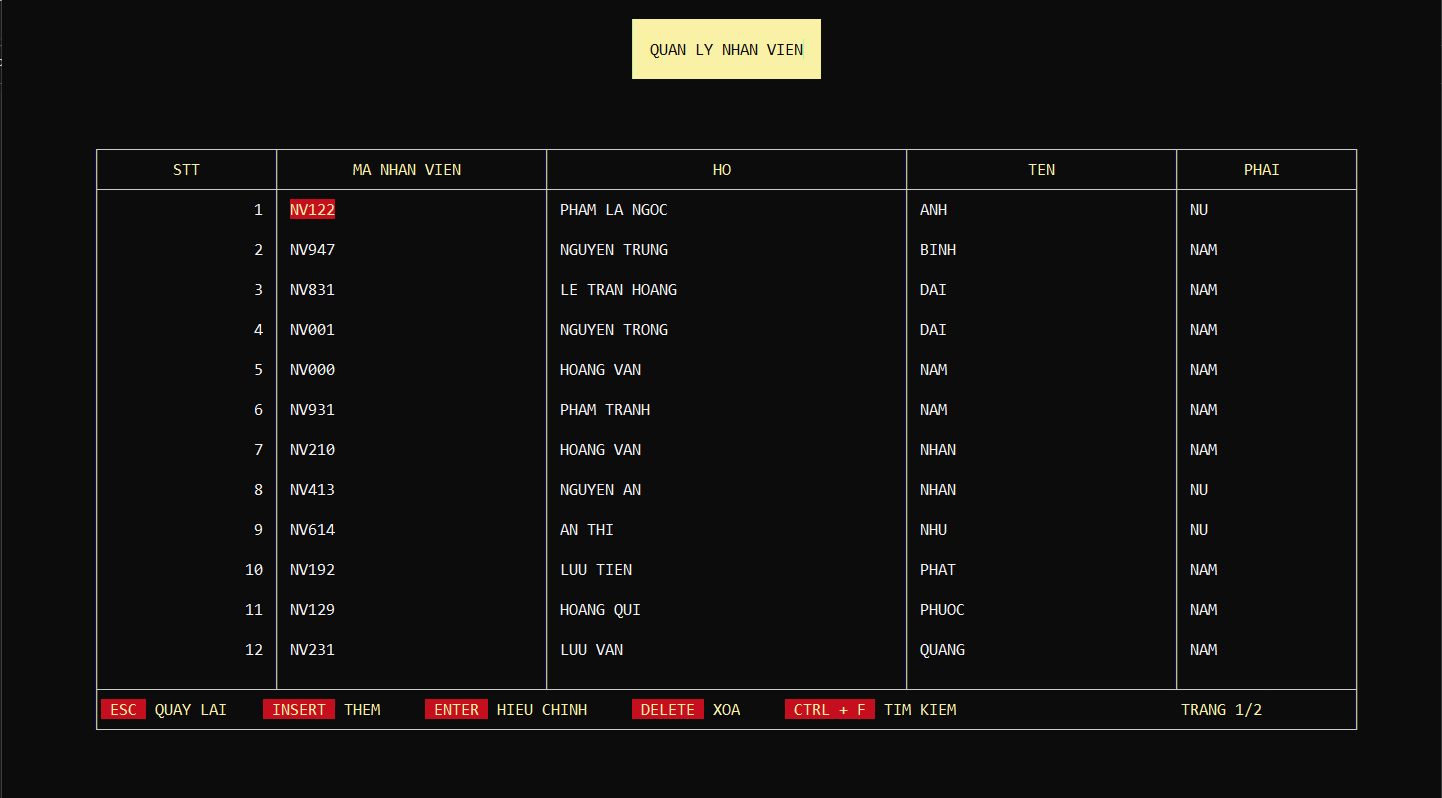 QUAN LY NHAN VIEN
STT MA NHAN VIEN HO TEN PHAI
1 NV122 PHAM LA NGOC ANH NU
2 NV947 NGUYEN TRUNG BINH NAM
3 NV831 LE TRAN HOANG DAI NAM
4 NV001 NGUYEN TRONG DAI NAM
5 NV000 HOANG VAN NAM NAM
6 NV931 PHAM TRANH NAM NAM
7 NV210 HOANG VAN NHAN NAM
8 NV413 NGUYEN AN NHAN NU
9 NV614 AN THI NHU NU
10 NV192 LUU TIEN PHAT NAM
11 NV129 HOANG QUI PHUOC NAM
12 NV231 LUU VAN QUANG NAM
ESC QUAY LAI INSERT THEM ENTER HIEU CHINH DELETE XOA CTRL + F TIM KIEM TRANG 1/2